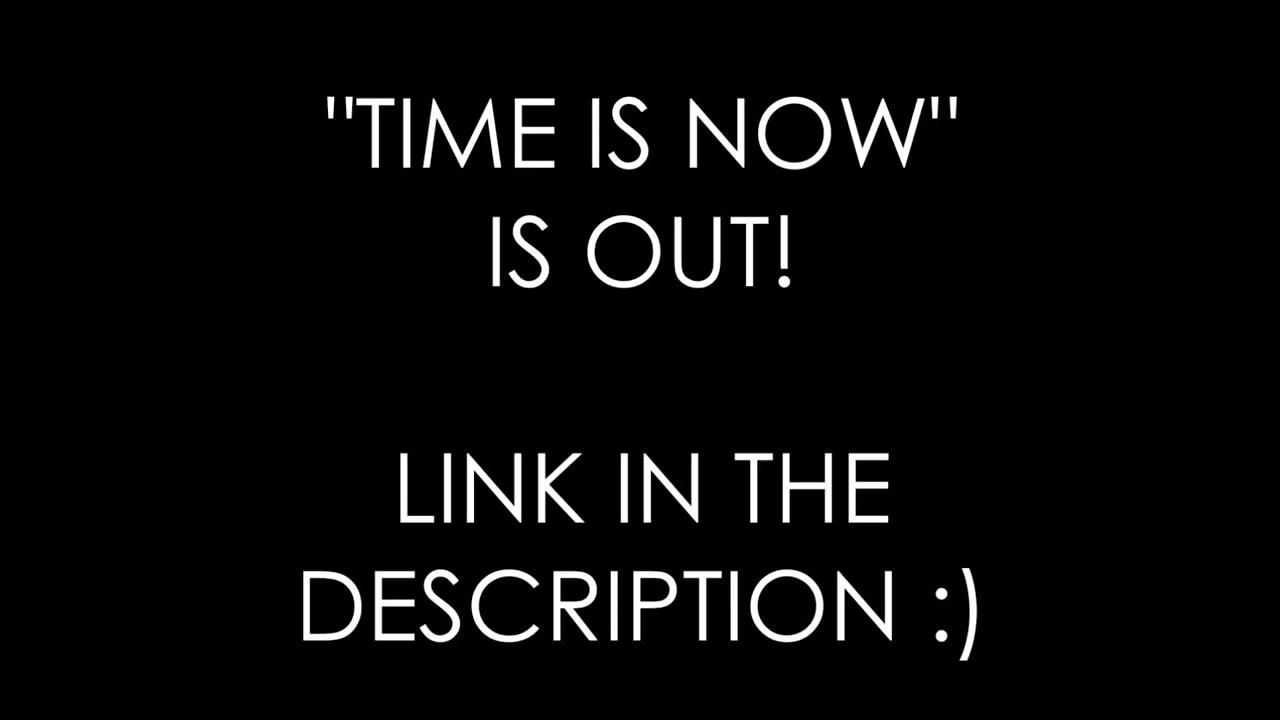 "TIME IS NOW"
IS OUT!
LINK IN THE
DESCRIPTION :)